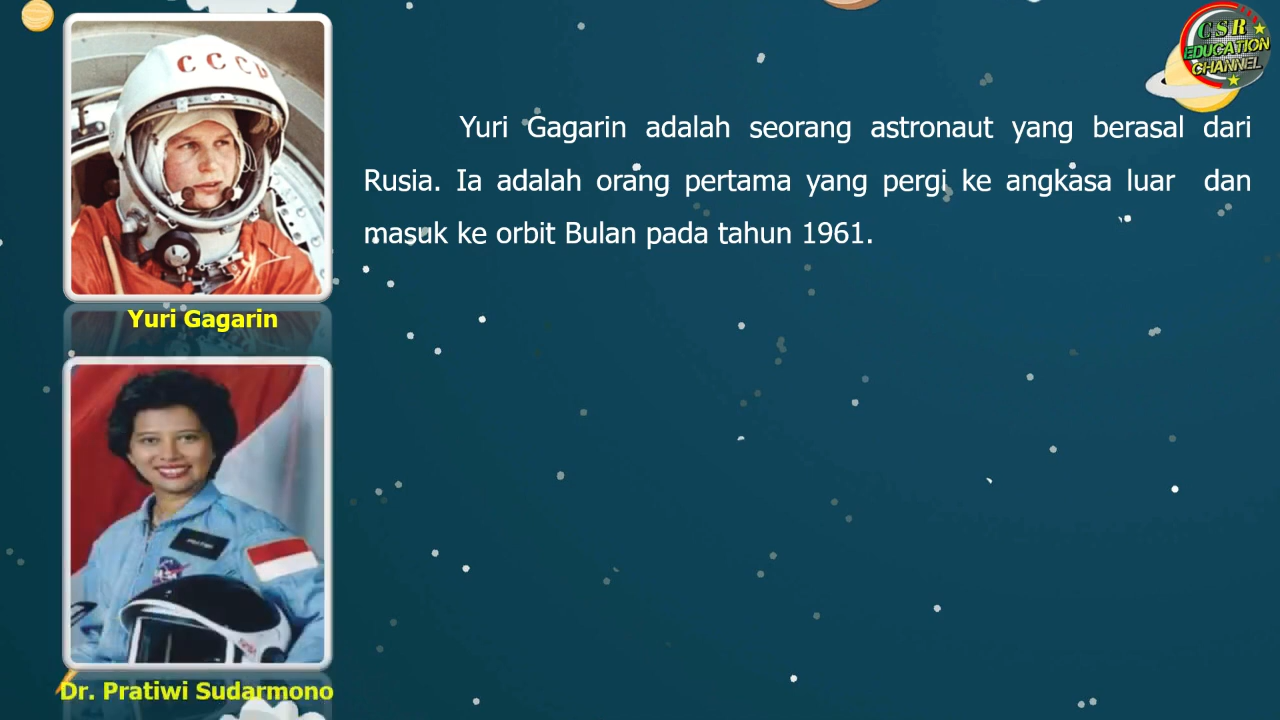 CCCP
CSR
EDUCATION
CHANNEL
Yuri Gagarin adalah seorang astronaut yang berasal dari
Rusia. Ia adalah orang pertama yang pergi ke angkasa luar dan
masuk ke orbit Bulan pada tahun 1961.
Yuri Gagarin
Dr. Pratiwi Sudarmono